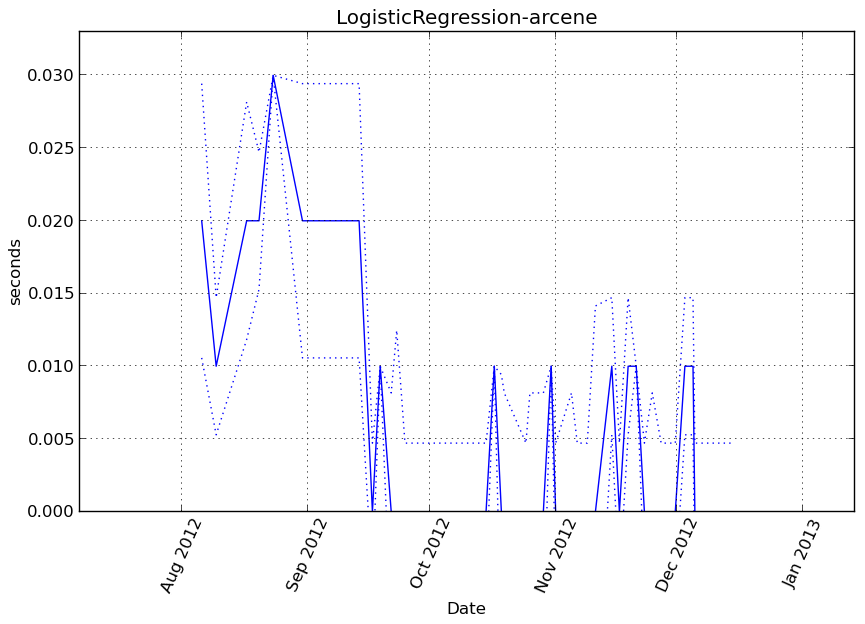 LogisticRegression-arcene
seconds
0.030
0.025
0.020
0.015
0.010
0.005
0.000
Aug 2012
Sep 2012
Oct 2012
Nov 2012
Dec 2012
Jan 2013
Date